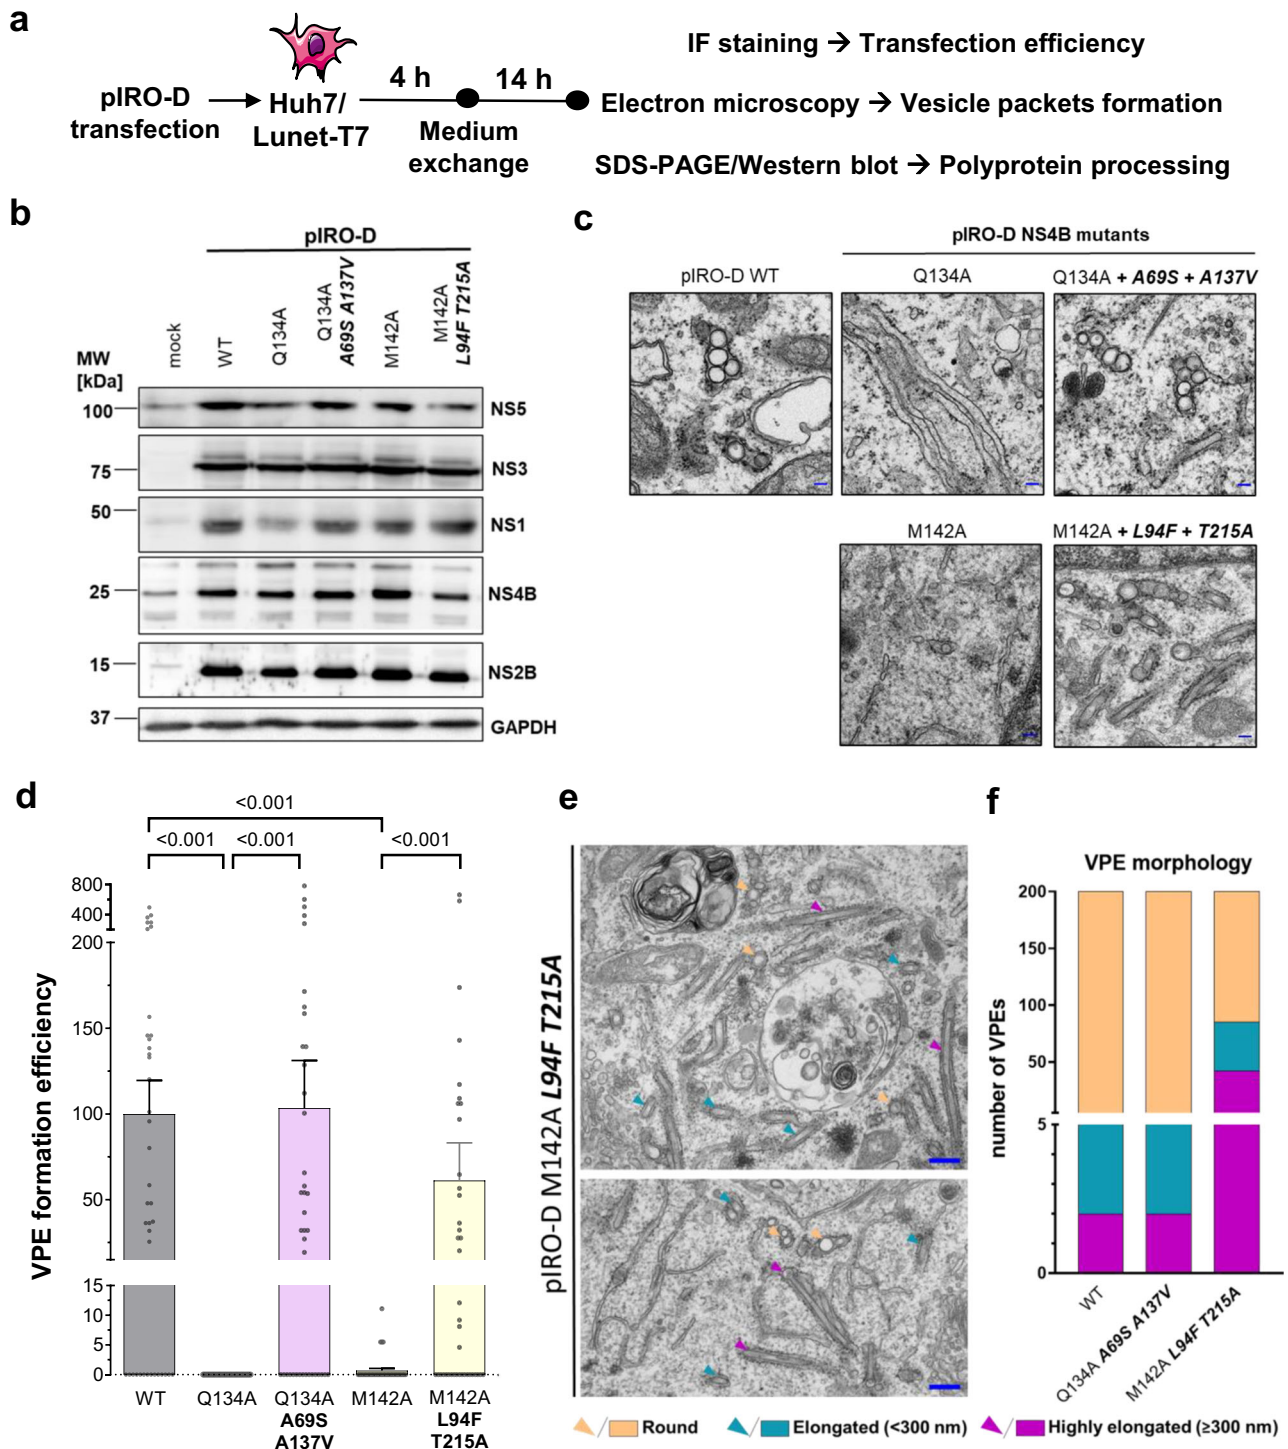 a
pIRO-D
transfection
Huh7/
Lunet-T7
4 h
14 h
Medium
exchange
IF staining → Transfection efficiency
Electron microscopy → Vesicle packets formation
SDS-PAGE/Western blot → Polyprotein processing
b
pIRO-D
mock
WT
Q134A
Q134A
A69S A137V
M142A
M142A
L94F T215A
MW
[kDa]
100
NS5
75
NS3
50
NS1
25
NS4B
15
NS2B
37
GAPDH
c
pIRO-D NS4B mutants
pIRO-D WT
Q134A
Q134A + A69S + A137V
M142A
M142A + L94F + T215A
d
<0.001
<0.001
<0.001
<0.001
VPE formation efficiency
800
400
200
150
100
50
15
10
5
0
WT
Q134A
Q134A
A69S
A137V
M142A
M142A
L94F
T215A
e
pIRO-D M142A L94F T215A
/ Round
/ Elongated (<300 nm)
/ Highly elongated (≥300 nm)
f
VPE morphology
number of VPEs
200
150
100
50
5
0
WT
Q134A A69S A137V
M142A L94F T215A